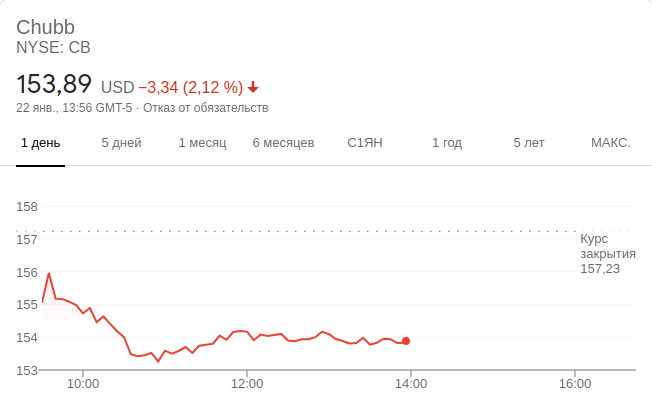 Chubb
NYSE: CB
153,89 USD −3,34 (2,12 %)
22 янв., 13:56 GMT-5 · Отказ от обязательств
1 день 5 дней 1 месяц 6 месяцев С1ЯН 1 год 5 лет МАКС.
158
157
156
155
154
153
Курс
закрытия
157,23
10:00 12:00 14:00 16:00